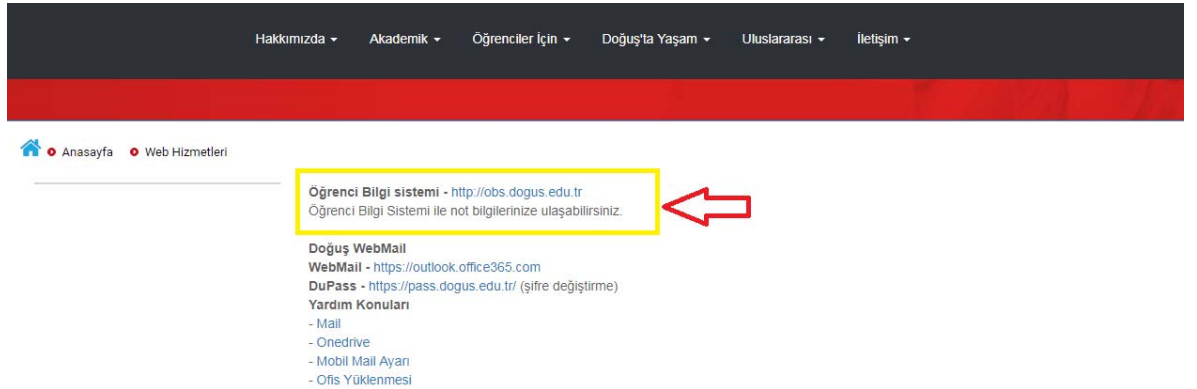 Hakkımızda Akademik Öğrenciler İçin Doğuş'ta Yaşam Uluslararası İletişim
Anasayfa Web Hizmetleri
Öğrenci Bilgi sistemi - http://obs.dogus.edu.tr
Öğrenci Bilgi Sistemi ile not bilgilerinize ulaşabilirsiniz.
Doğuş WebMail
WebMail - https://outlook.office365.com
DuPass - https://pass.dogus.edu.tr/ (şifre değiştirme)
Yardım Konuları
- Mail
- Onedrive
- Mobil Mail Ayarı
- Ofis Yüklenmesi